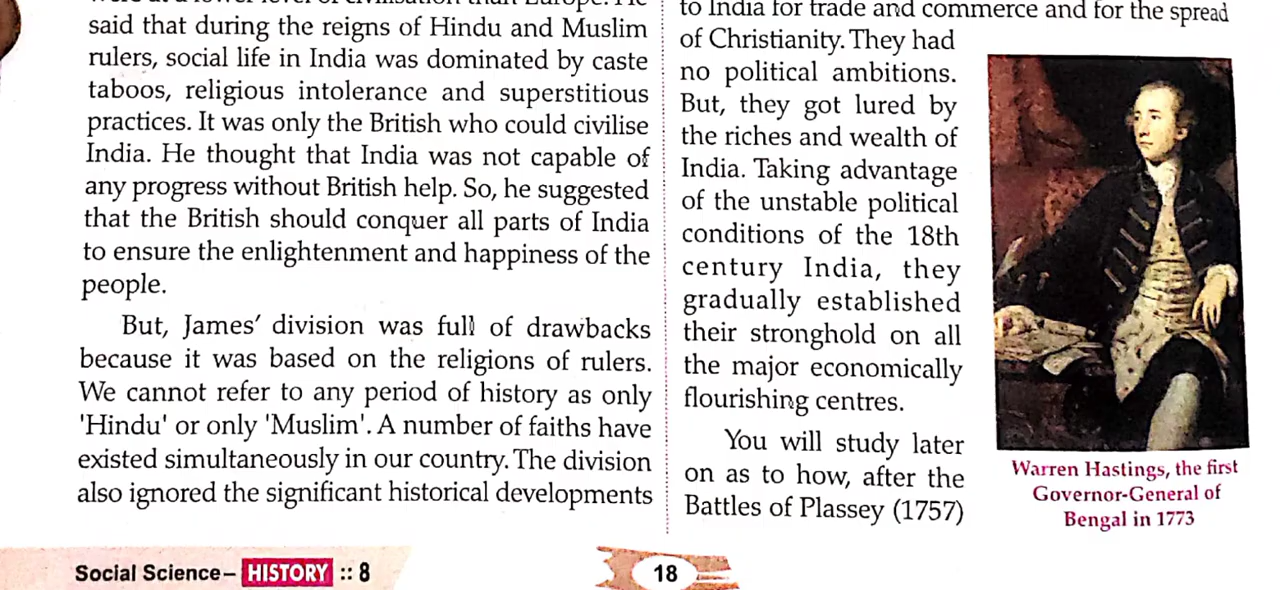 said that during the reigns of Hindu and Muslim
rulers, social life in India was dominated by caste
taboos, religious intolerance and superstitious
practices. It was only the British who could civilise
India. He thought that India was not capable of
any progress without British help. So, he suggested
that the British should conquer all parts of India
to ensure the enlightenment and happiness of the
people.
But, James' division was full of drawbacks
because it was based on the religions of rulers.
We cannot refer to any period of history as only
'Hindu' or only 'Muslim'. A number of faiths have
existed simultaneously in our country. The division
also ignored the significant historical developments
to India for trade and commerce and for the spread
of Christianity. They had
no political ambitions.
But, they got lured by
the riches and wealth of
India. Taking advantage
of the unstable political
conditions of the 18th
century India, they
gradually established
their stronghold on all
the major economically
flourishing centres.
You will study later
on as to how, after the
Battles of Plassey (1757)
Warren Hastings, the first
Governor-General of
Bengal in 1773
Social Science– HISTORY :: 8
18